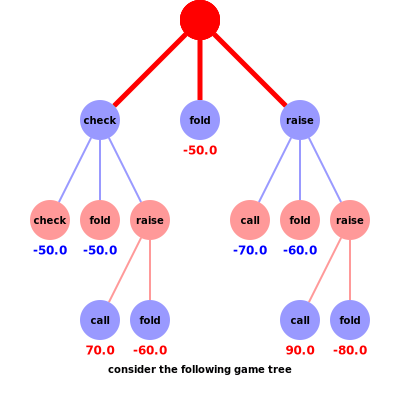 check fold raise
-50.0
check fold raise call fold raise
-50.0 -50.0 -70.0 -60.0
call fold call fold
70.0 -60.0 90.0 -80.0
consider the following game tree